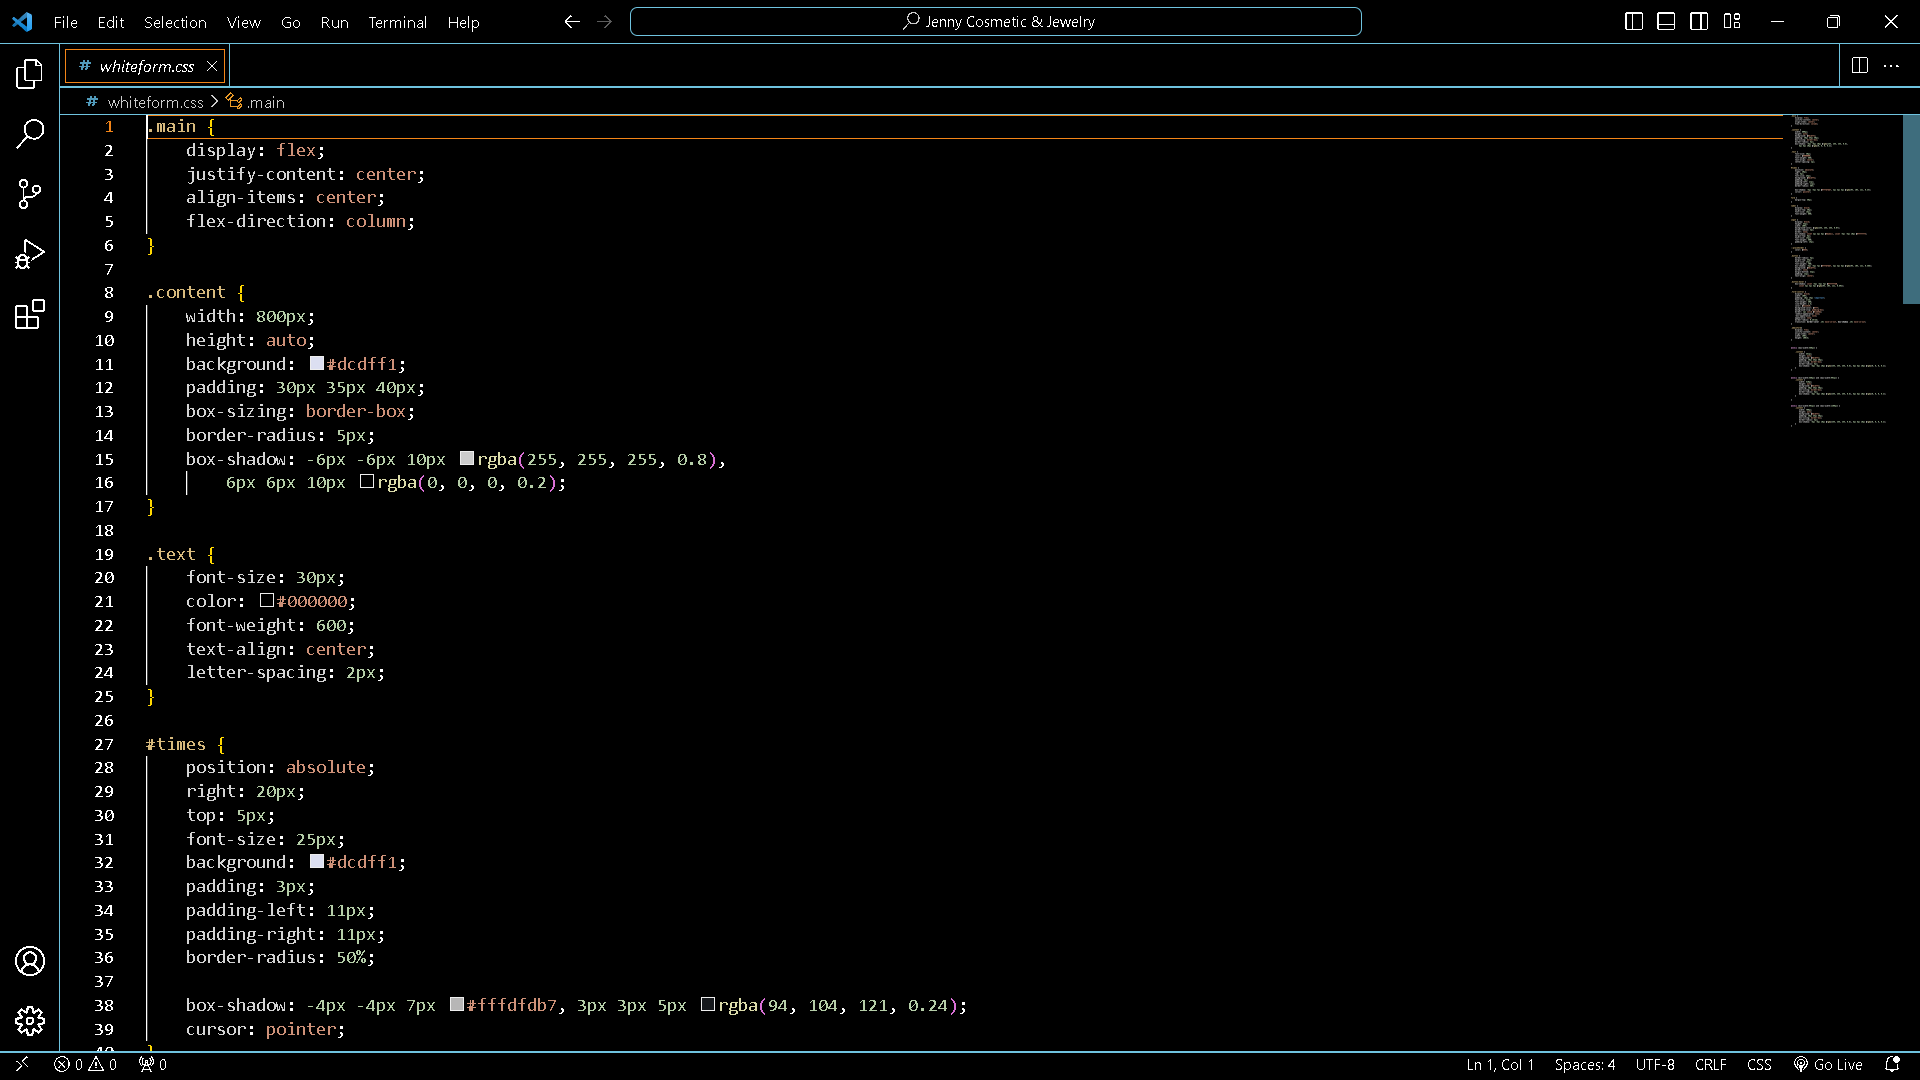 File Edit Selection View Go Run Terminal Help
Jenny Cosmetic & Jewelry
# whiteform.css
# whiteform.css > .main
1 .main {
2 display: flex;
3 justify-content: center;
4 align-items: center;
5 flex-direction: column;
6 }
7
8 .content {
9 width: 800px;
10 height: auto;
11 background: #dcdff1;
12 padding: 30px 35px 40px;
13 box-sizing: border-box;
14 border-radius: 5px;
15 box-shadow: -6px -6px 10px rgba(255, 255, 255, 0.8),
16 6px 6px 10px rgba(0, 0, 0, 0.2);
17 }
18
19 .text {
20 font-size: 30px;
21 color: #000000;
22 font-weight: 600;
23 text-align: center;
24 letter-spacing: 2px;
25 }
26
27 #times {
28 position: absolute;
29 right: 20px;
30 top: 5px;
31 font-size: 25px;
32 background: #dcdff1;
33 padding: 3px;
34 padding-left: 11px;
35 padding-right: 11px;
36 border-radius: 50%;
37
38 box-shadow: -4px -4px 7px #fffdfdb7, 3px 3px 5px rgba(94, 104, 121, 0.24);
39 cursor: pointer;
40 }
0 0 0 Ln 1, Col 1 Spaces: 4 UTF-8 CRLF CSS Go Live